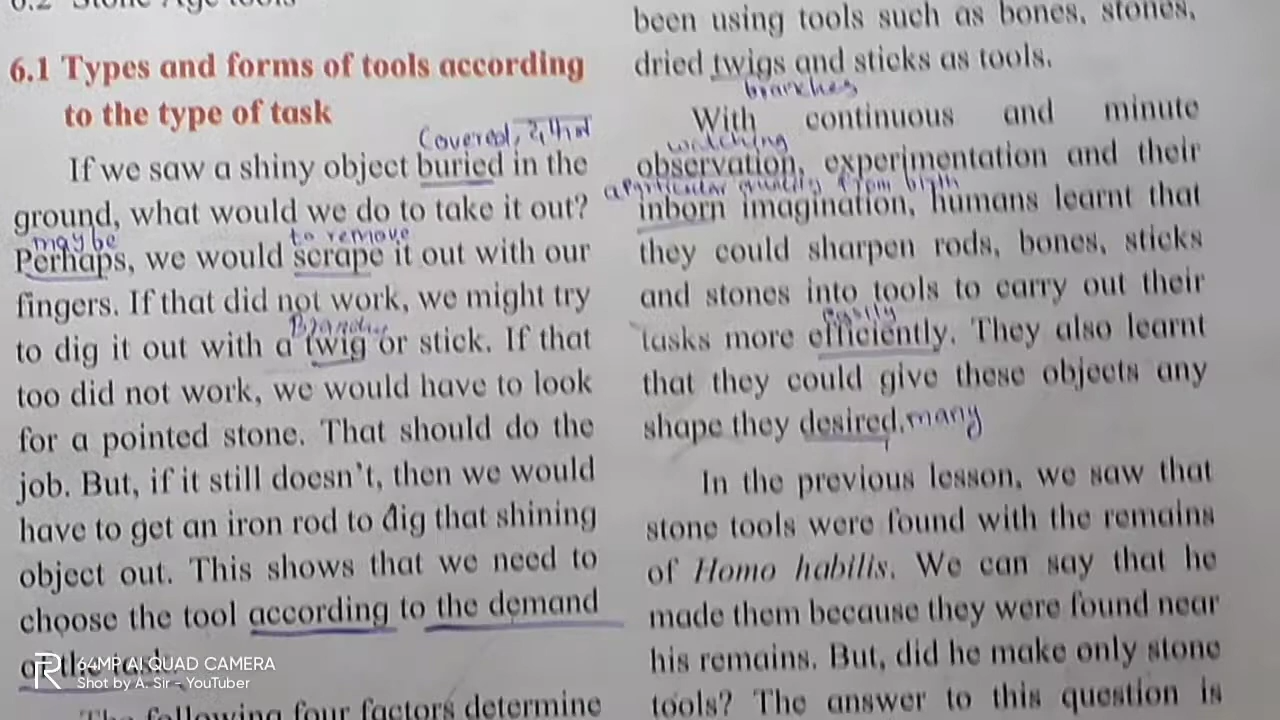 6.2 Stone Age tools
6.1 Types and forms of tools according
to the type of task
Covered,
If we saw a shiny object buried in the
ground, what would we do to take it out?
may be to remove
Perhaps, we would scrape it out with our
fingers. If that did not work, we might try
Branch
to dig it out with a twig or stick. If that
too did not work, we would have to look
for a pointed stone. That should do the
job. But, if it still doesn't, then we would
have to get an iron rod to dig that shining
object out. This shows that we need to
choose the tool according to the demand
of the
The following four factors determine
been using tools such as bones, stones,
dried twigs and sticks as tools.
branches
With continuous and minute
watching
observation, experimentation and their
a particular quality from birth
inborn imagination, humans learnt that
they could sharpen rods, bones, sticks
and stones into tools to carry out their
easily
tasks more efficiently. They also learnt
that they could give these objects any
shape they desired. many
In the previous lesson, we saw that
stone tools were found with the remains
of Homo habilis. We can say that he
made them because they were found near
his remains. But, did he make only stone
tools? The answer to this question is
64MP AI QUAD CAMERA
Shot by A. Sir - YouTuber